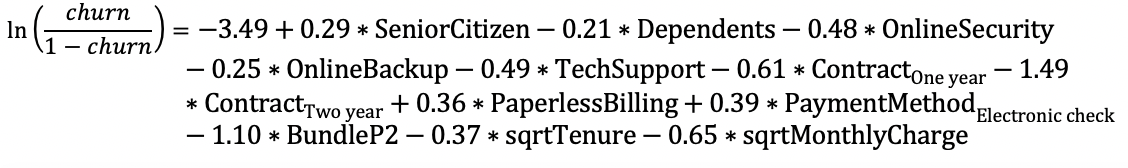 ln(churn / 1 − churn) = −3.49 + 0.29 * SeniorCitizen − 0.21 * Dependents − 0.48 * OnlineSecurity
− 0.25 * OnlineBackup − 0.49 * TechSupport − 0.61 * Contract_One year − 1.49
* Contract_Two year + 0.36 * PaperlessBilling + 0.39 * PaymentMethod_Electronic check
− 1.10 * BundleP2 − 0.37 * sqrtTenure − 0.65 * sqrtMonthlyCharge